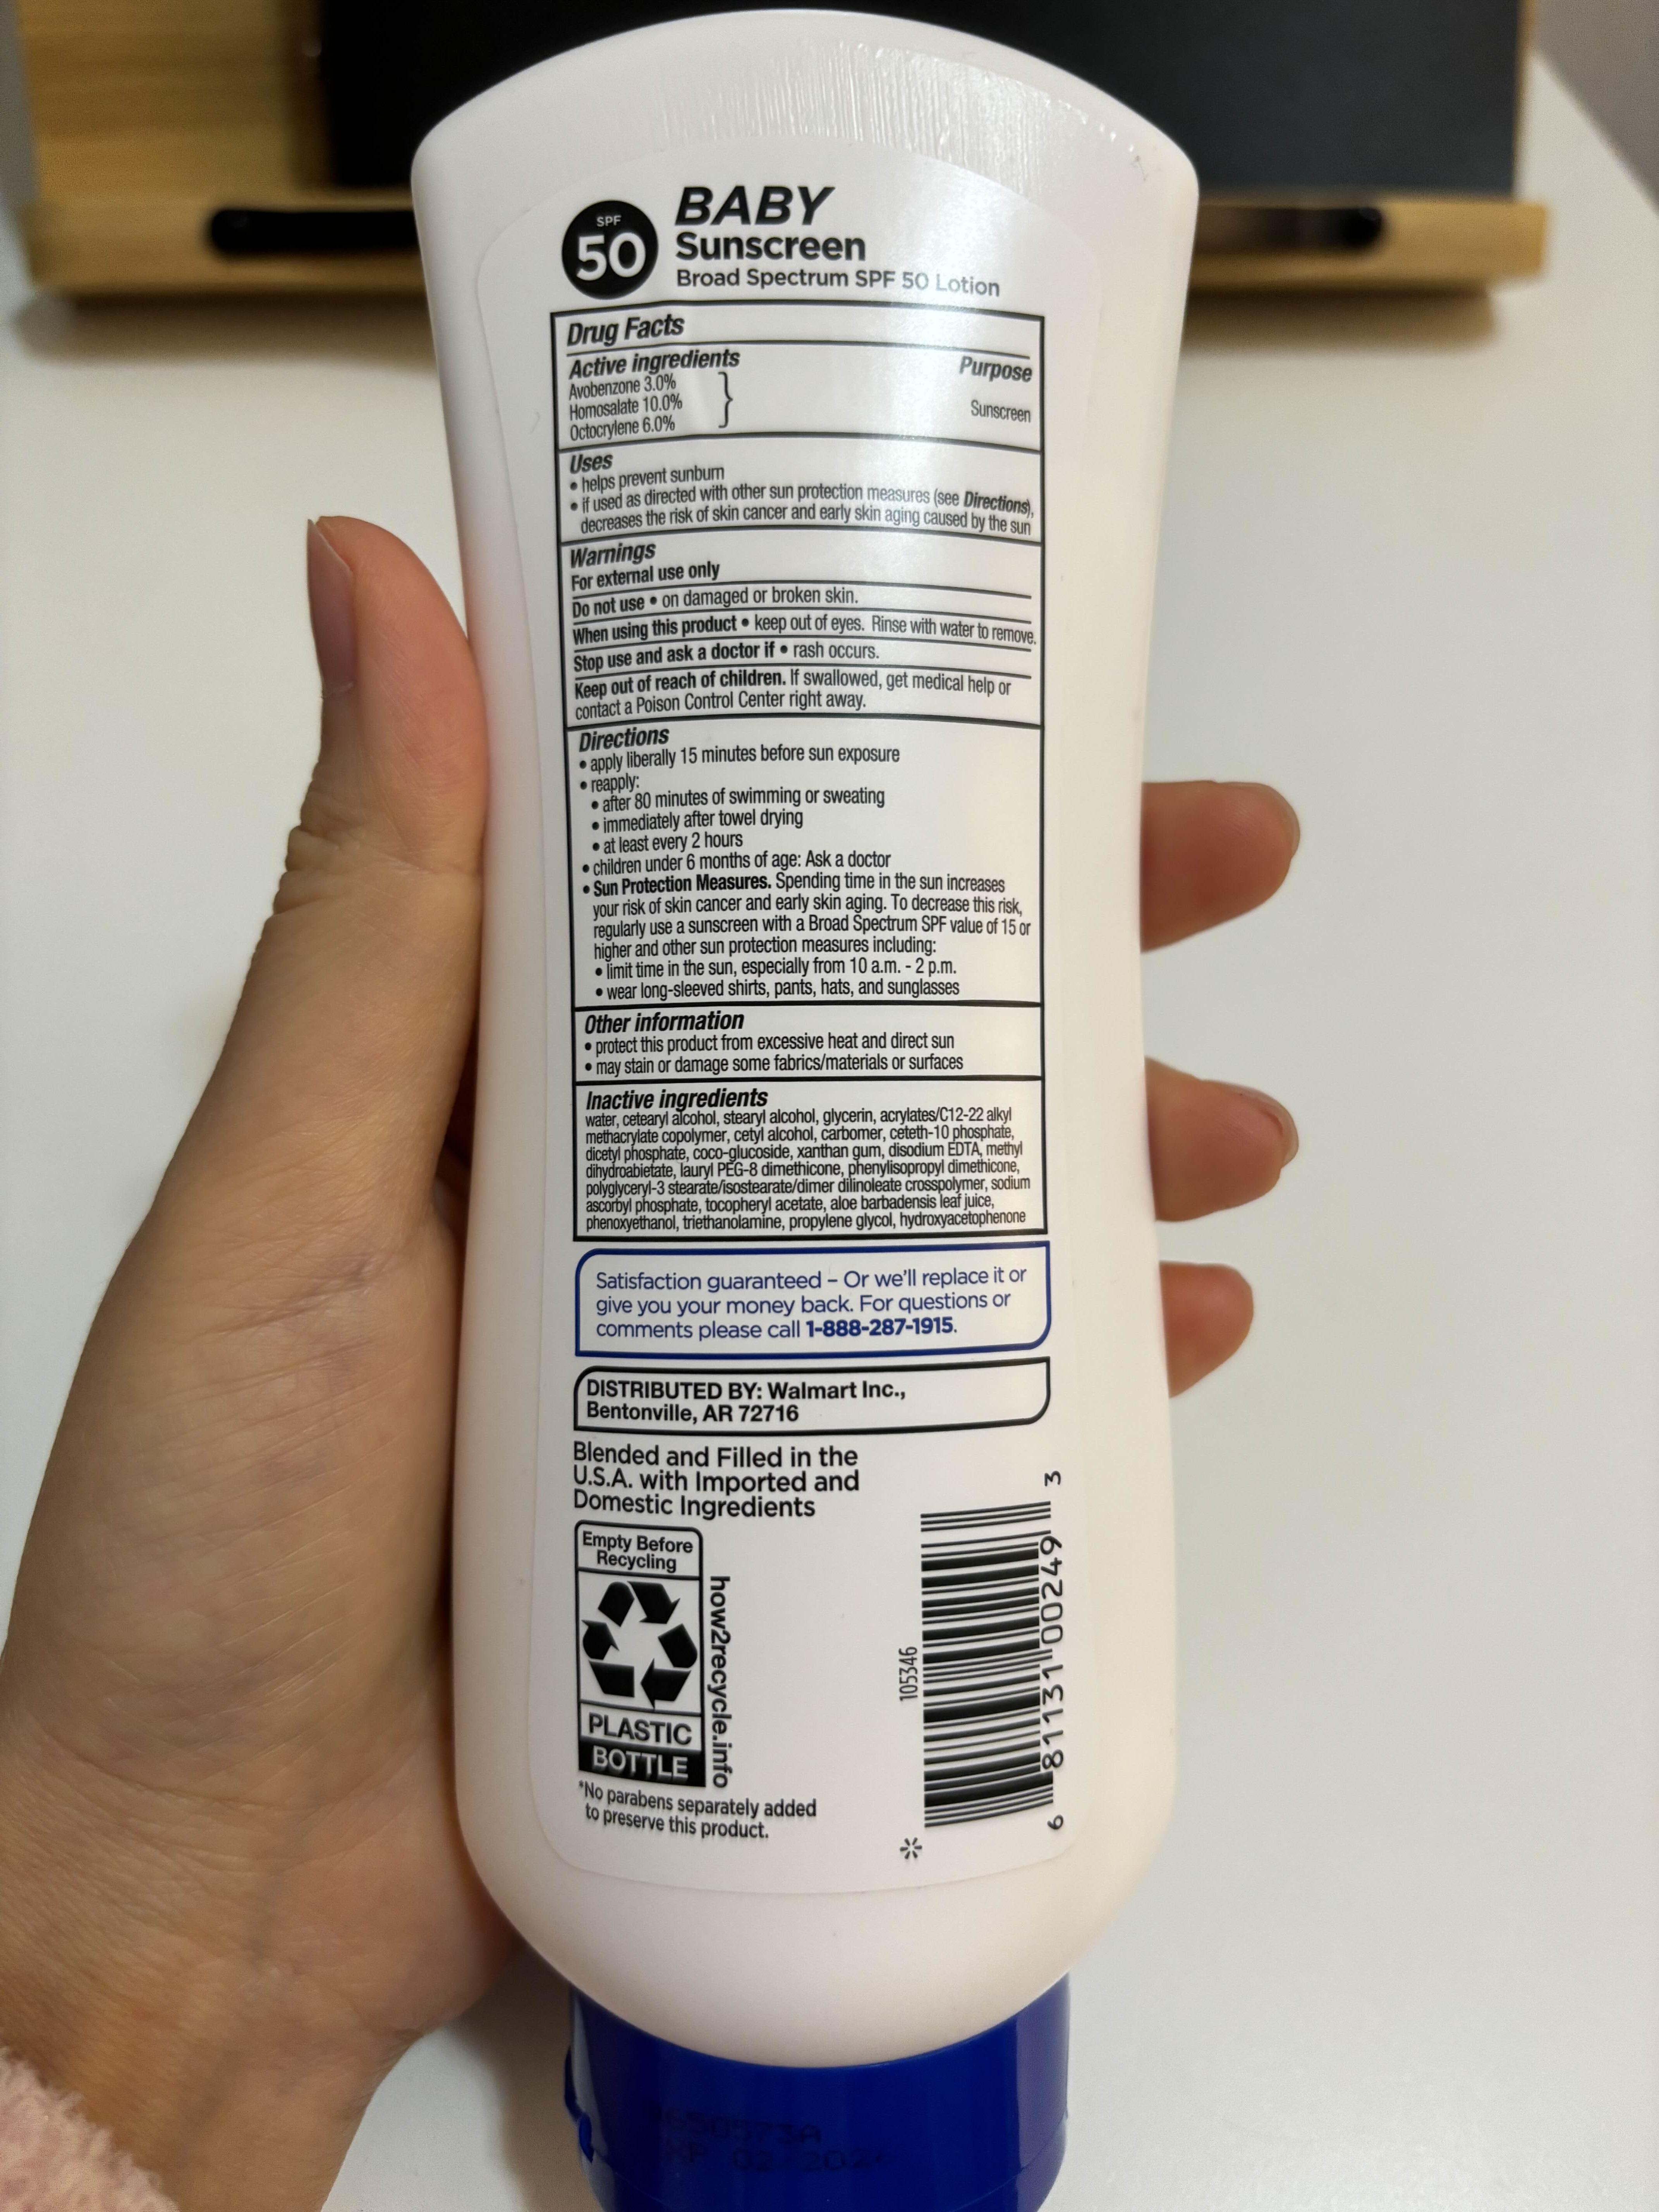 SPF
50
BABY
Sunscreen
Broad Spectrum SPF 50 Lotion
Drug Facts
Active ingredients
Purpose
Avobenzone 3.0%
Homosalate 10.0%
Octocrylene 6.0%
Sunscreen
Uses
• helps prevent sunburn
• if used as directed with other sun protection measures (see Directions),
decreases the risk of skin cancer and early skin aging caused by the sun
Warnings
For external use only
Do not use • on damaged or broken skin.
When using this product • keep out of eyes. Rinse with water to remove.
Stop use and ask a doctor if • rash occurs.
Keep out of reach of children. If swallowed, get medical help or
contact a Poison Control Center right away.
Directions
• apply liberally 15 minutes before sun exposure
• reapply:
• after 80 minutes of swimming or sweating
• immediately after towel drying
• at least every 2 hours
• children under 6 months of age: Ask a doctor
• Sun Protection Measures. Spending time in the sun increases
your risk of skin cancer and early skin aging. To decrease this risk,
regularly use a sunscreen with a Broad Spectrum SPF value of 15 or
higher and other sun protection measures including:
• limit time in the sun, especially from 10 a.m. - 2 p.m.
• wear long-sleeved shirts, pants, hats, and sunglasses
Other information
• protect this product from excessive heat and direct sun
• may stain or damage some fabrics/materials or surfaces
Inactive ingredients
water, cetearyl alcohol, stearyl alcohol, glycerin, acrylates/C12-22 alkyl
methacrylate copolymer, cetyl alcohol, carbomer, ceteth-10 phosphate,
dicetyl phosphate, coco-glucoside, xanthan gum, disodium EDTA, methyl
dihydroabietate, lauryl PEG-8 dimethicone, phenylisopropyl dimethicone,
polyglyceryl-3 stearate/isostearate/dimer dilinoleate crosspolymer, sodium
ascorbyl phosphate, tocopheryl acetate, aloe barbadensis leaf juice,
phenoxyethanol, triethanolamine, propylene glycol, hydroxyacetophenone
Satisfaction guaranteed – Or we'll replace it or
give you your money back. For questions or
comments please call 1-888-287-1915.
DISTRIBUTED BY: Walmart Inc.,
Bentonville, AR 72716
Blended and Filled in the
U.S.A. with Imported and
Domestic Ingredients
Empty Before
Recycling
PLASTIC
BOTTLE
how2recycle.info
*No parabens separately added
to preserve this product.
105346
6 81131 00249 3
02